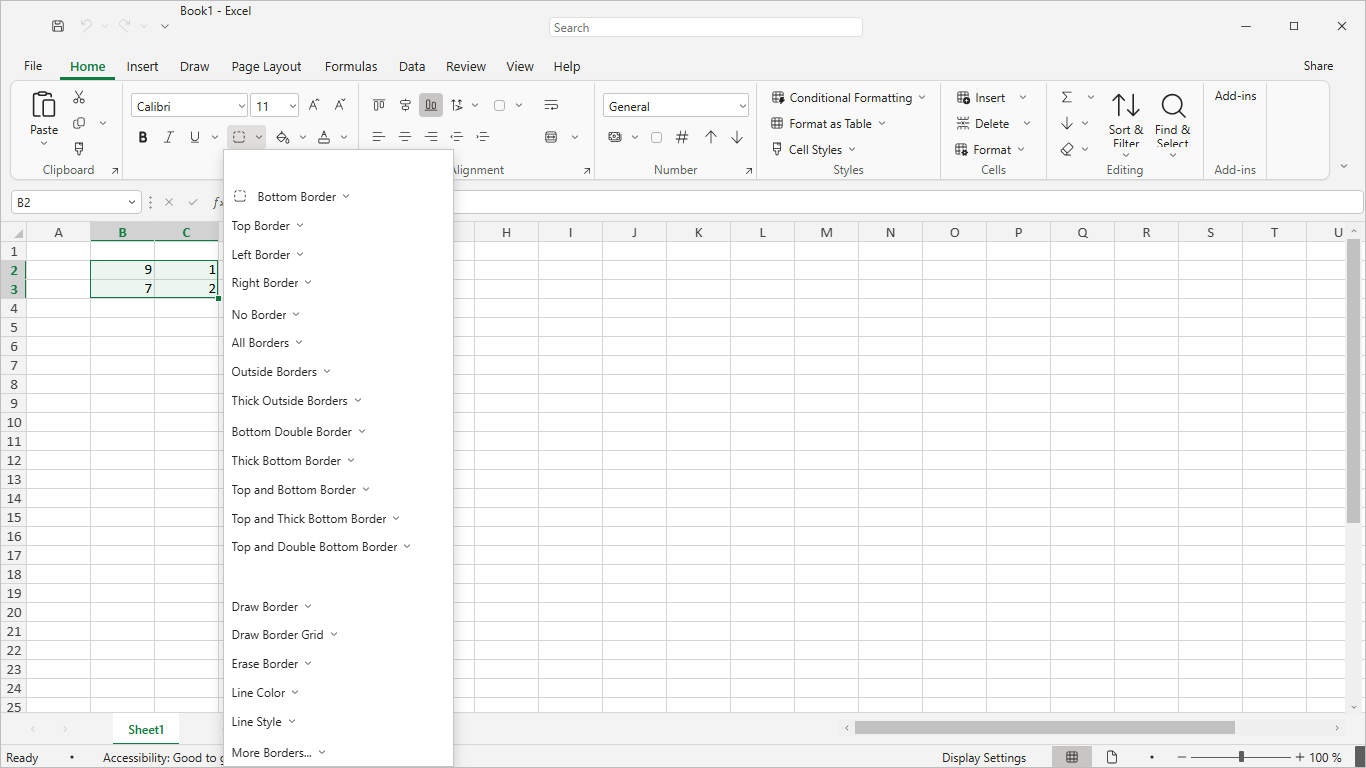 Book1 - Excel
Search
File Home Insert Draw Page Layout Formulas Data Review View Help Share
Calibri 11 General Conditional Formatting Insert Add-ins
Paste Format as Table Delete Sort & Filter Find & Select
B I U Cell Styles Format
Clipboard Alignment Number Styles Cells Editing Add-ins
B2
A B C H I J K L M N O P Q R S T U
1
2 9 1
3 7 2
4
5
6
7
8
9
10
11
12
13
14
15
16
17
18
19
20
21
22
23
24
25
Bottom Border
Top Border
Left Border
Right Border
No Border
All Borders
Outside Borders
Thick Outside Borders
Bottom Double Border
Thick Bottom Border
Top and Bottom Border
Top and Thick Bottom Border
Top and Double Bottom Border
Draw Border
Draw Border Grid
Erase Border
Line Color
Line Style
More Borders...
Sheet1
Ready Accessibility: Good to Display Settings 100 %